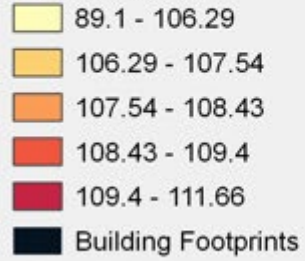 89.1 - 106.29
106.29 - 107.54
107.54 - 108.43
108.43 - 109.4
109.4 - 111.66
Building Footprints